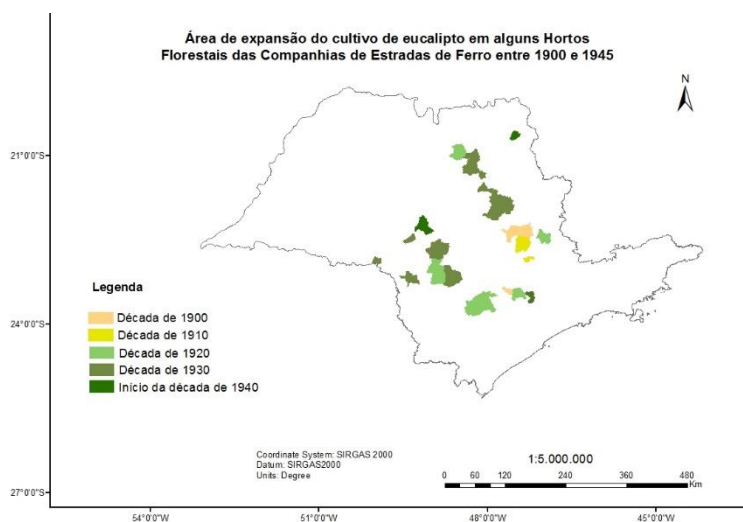 Área de expansão do cultivo de eucalipto em alguns Hortos
Florestais das Companhias de Estradas de Ferro entre 1900 e 1945
N
21°0'0"S
24°0'0"S
27°0'0"S
Legenda
Década de 1900
Década de 1910
Década de 1920
Década de 1930
Início da década de 1940
Coordinate System: SIRGAS 2000
Datum: SIRGAS2000
Units: Degree
1:5.000.000
0 60 120 240 360 480
Km
54°0'0"W 51°0'0"W 48°0'0"W 45°0'0"W